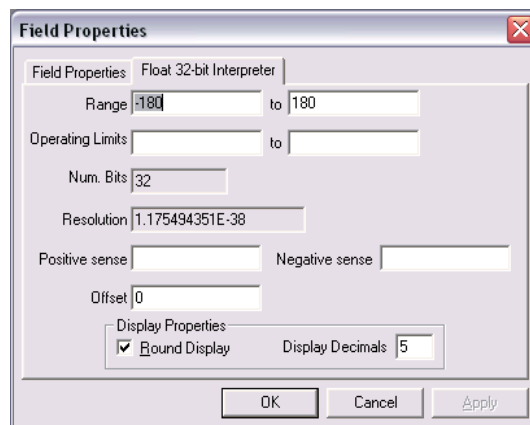 Field Properties
Field Properties Float 32-bit Interpreter
Range -180 to 180
Operating Limits to
Num. Bits 32
Resolution 1.175494351E-38
Positive sense Negative sense
Offset 0
Display Properties
Round Display Display Decimals 5
OK Cancel Apply